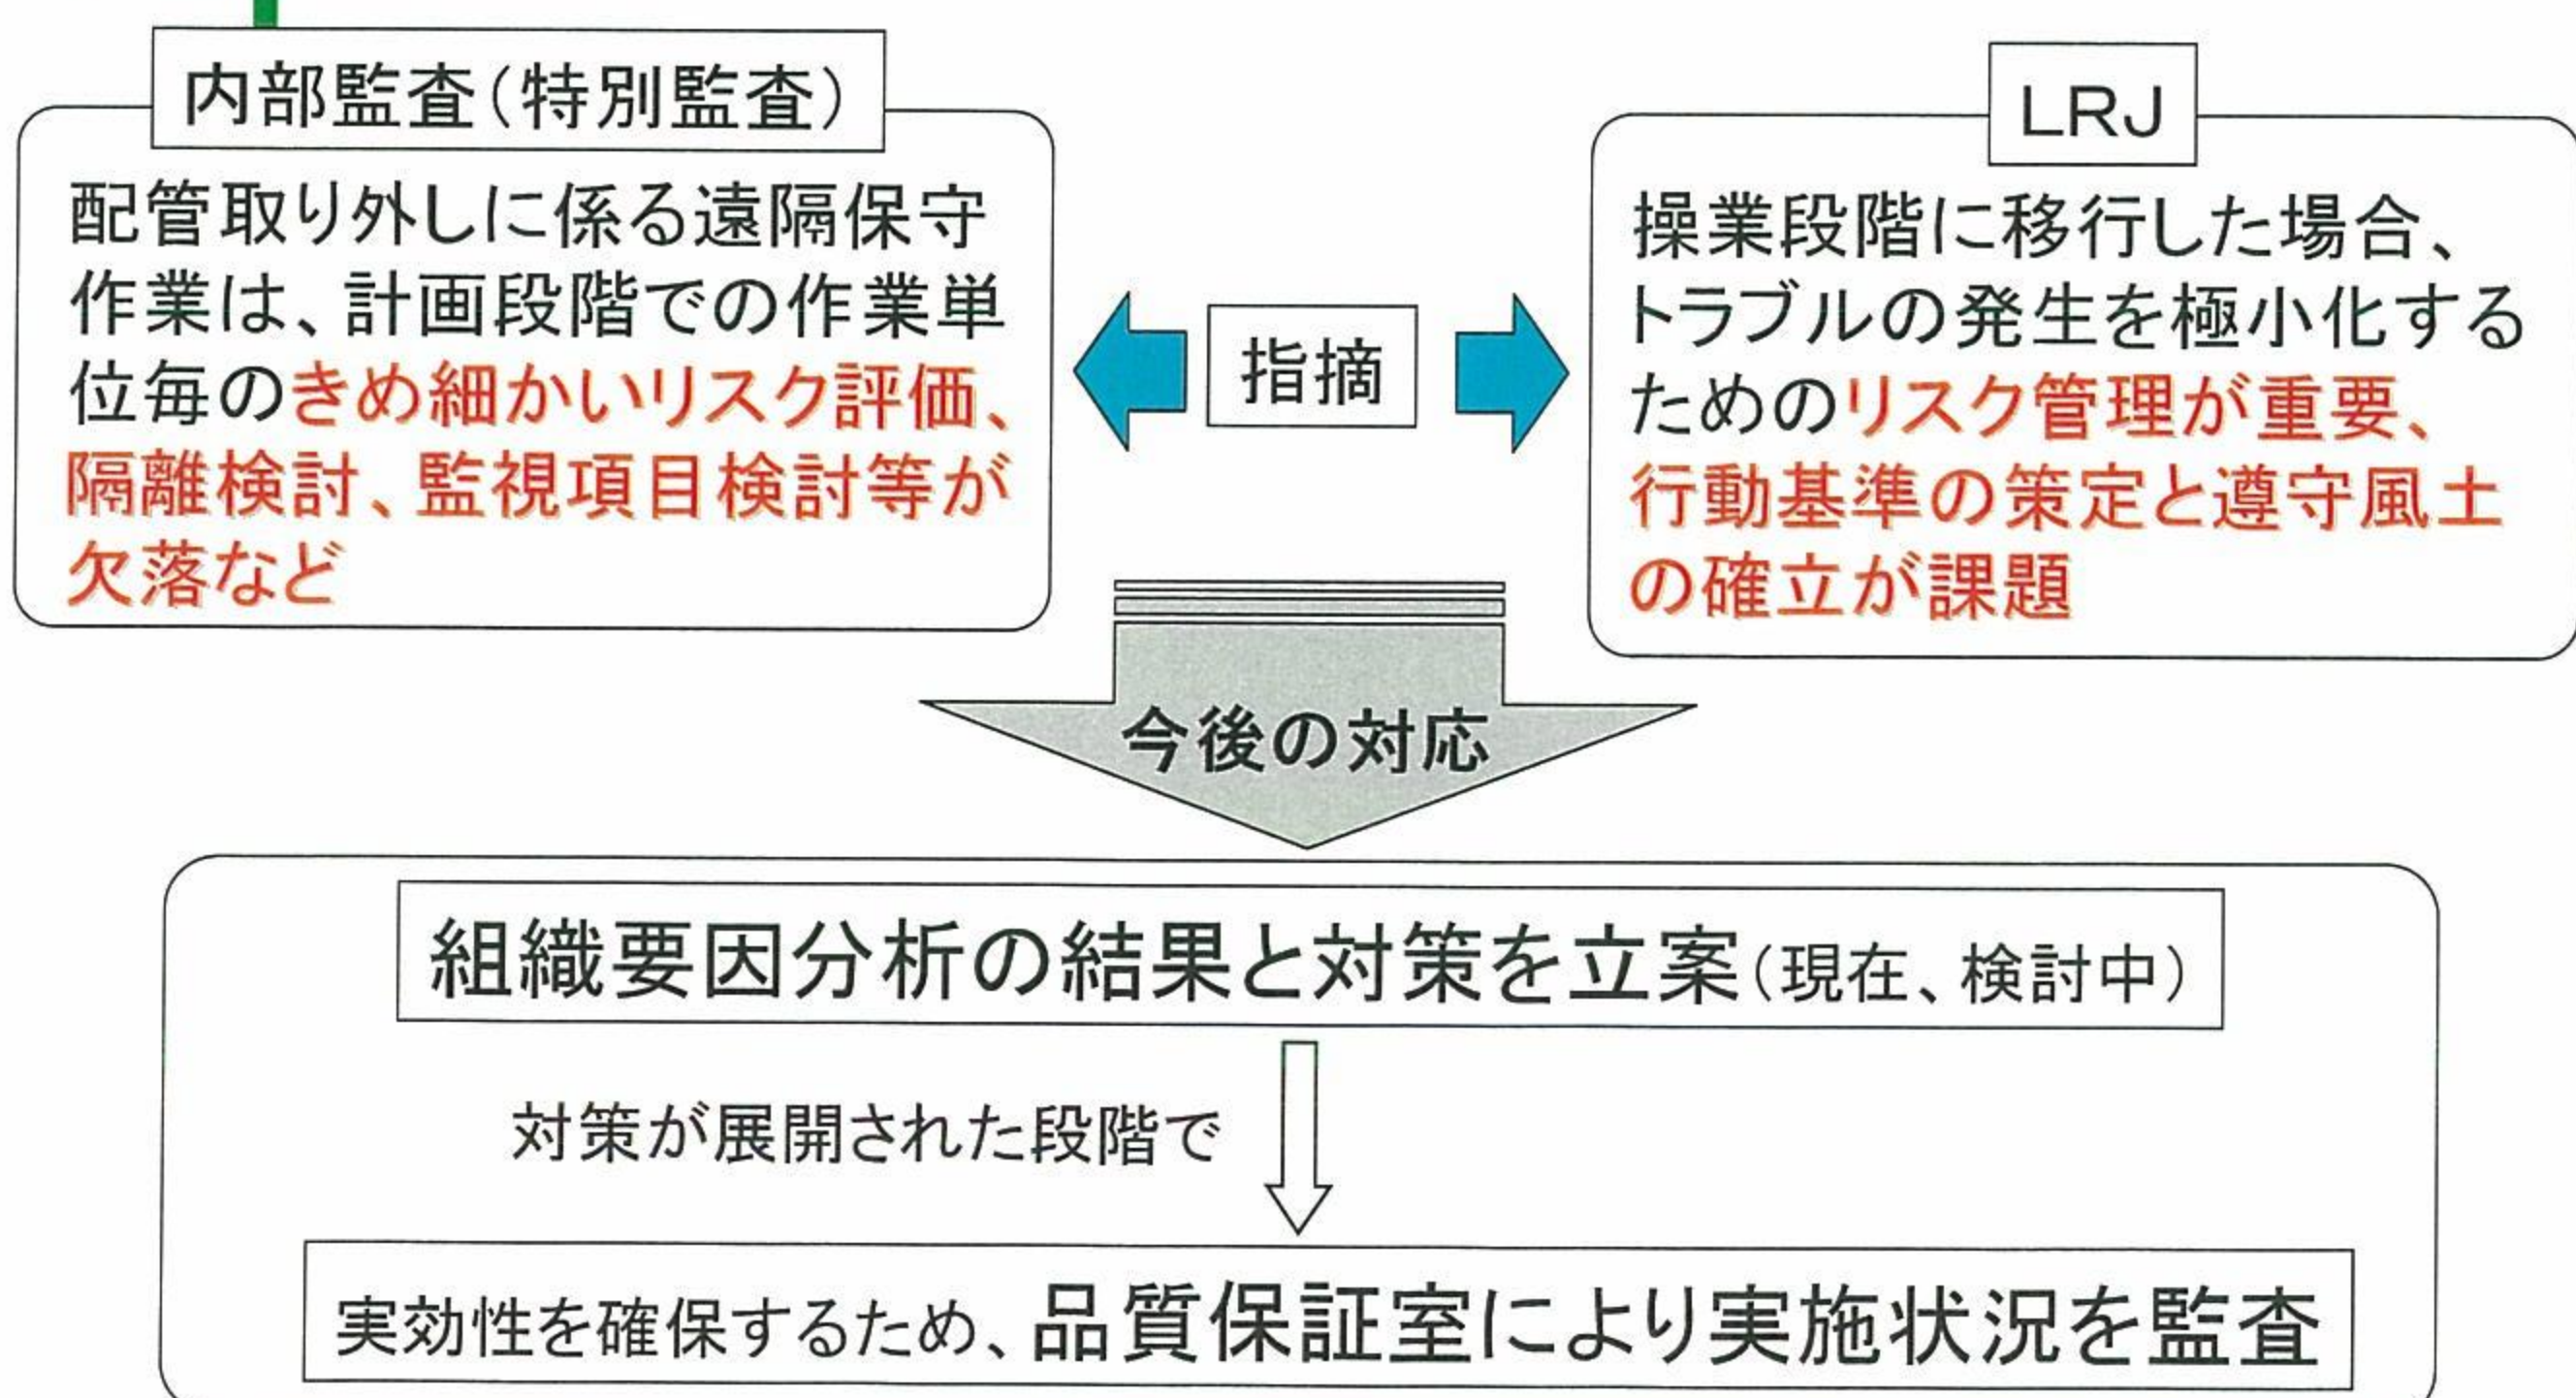 内部監査(特別監査)
配管取り外しに係る遠隔保守
作業は、計画段階での作業単
位毎のきめ細かいリスク評価、
隔離検討、監視項目検討等が
欠落など
指摘
LRJ
操業段階に移行した場合、
トラブルの発生を極小化する
ためのリスク管理が重要、
行動基準の策定と遵守風土
の確立が課題
今後の対応
組織要因分析の結果と対策を立案(現在、検討中)
対策が展開された段階で
実効性を確保するため、品質保証室により実施状況を監査